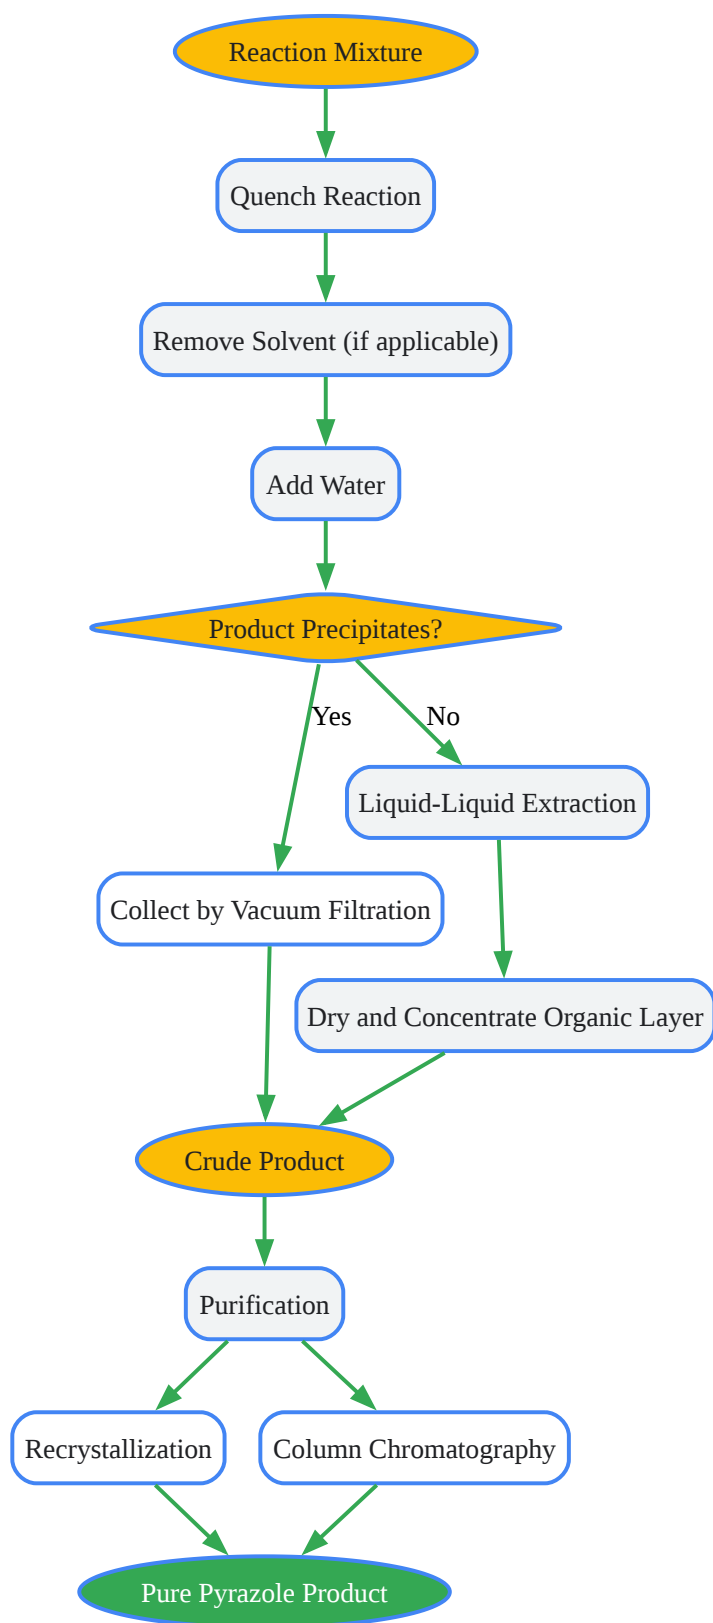 Reaction Mixture
Quench Reaction
Remove Solvent (if applicable)
Add Water
Product Precipitates?
Yes
No
Liquid-Liquid Extraction
Collect by Vacuum Filtration
Dry and Concentrate Organic Layer
Crude Product
Purification
Recrystallization
Column Chromatography
Pure Pyrazole Product